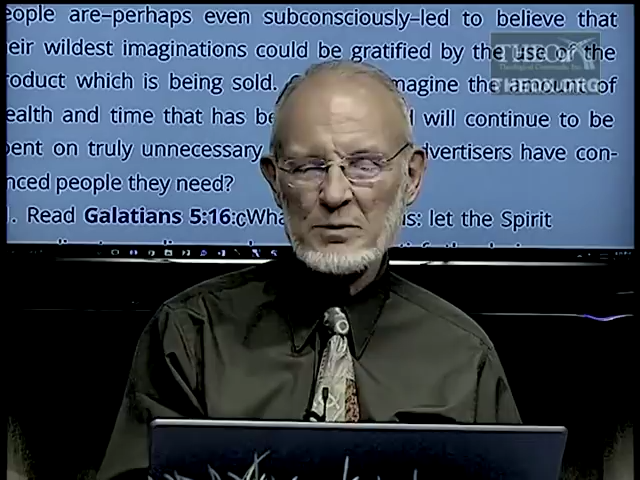 eople are–perhaps even subconsciously–led to believe that
eir wildest imaginations could be gratified by the use of the
roduct which is being sold. magine the amount of
ealth and time that has be l will continue to be
pent on truly unnecessary dvertisers have con-
nced people they need?
. Read Galatians 5:16: Wha s: let the Spirit